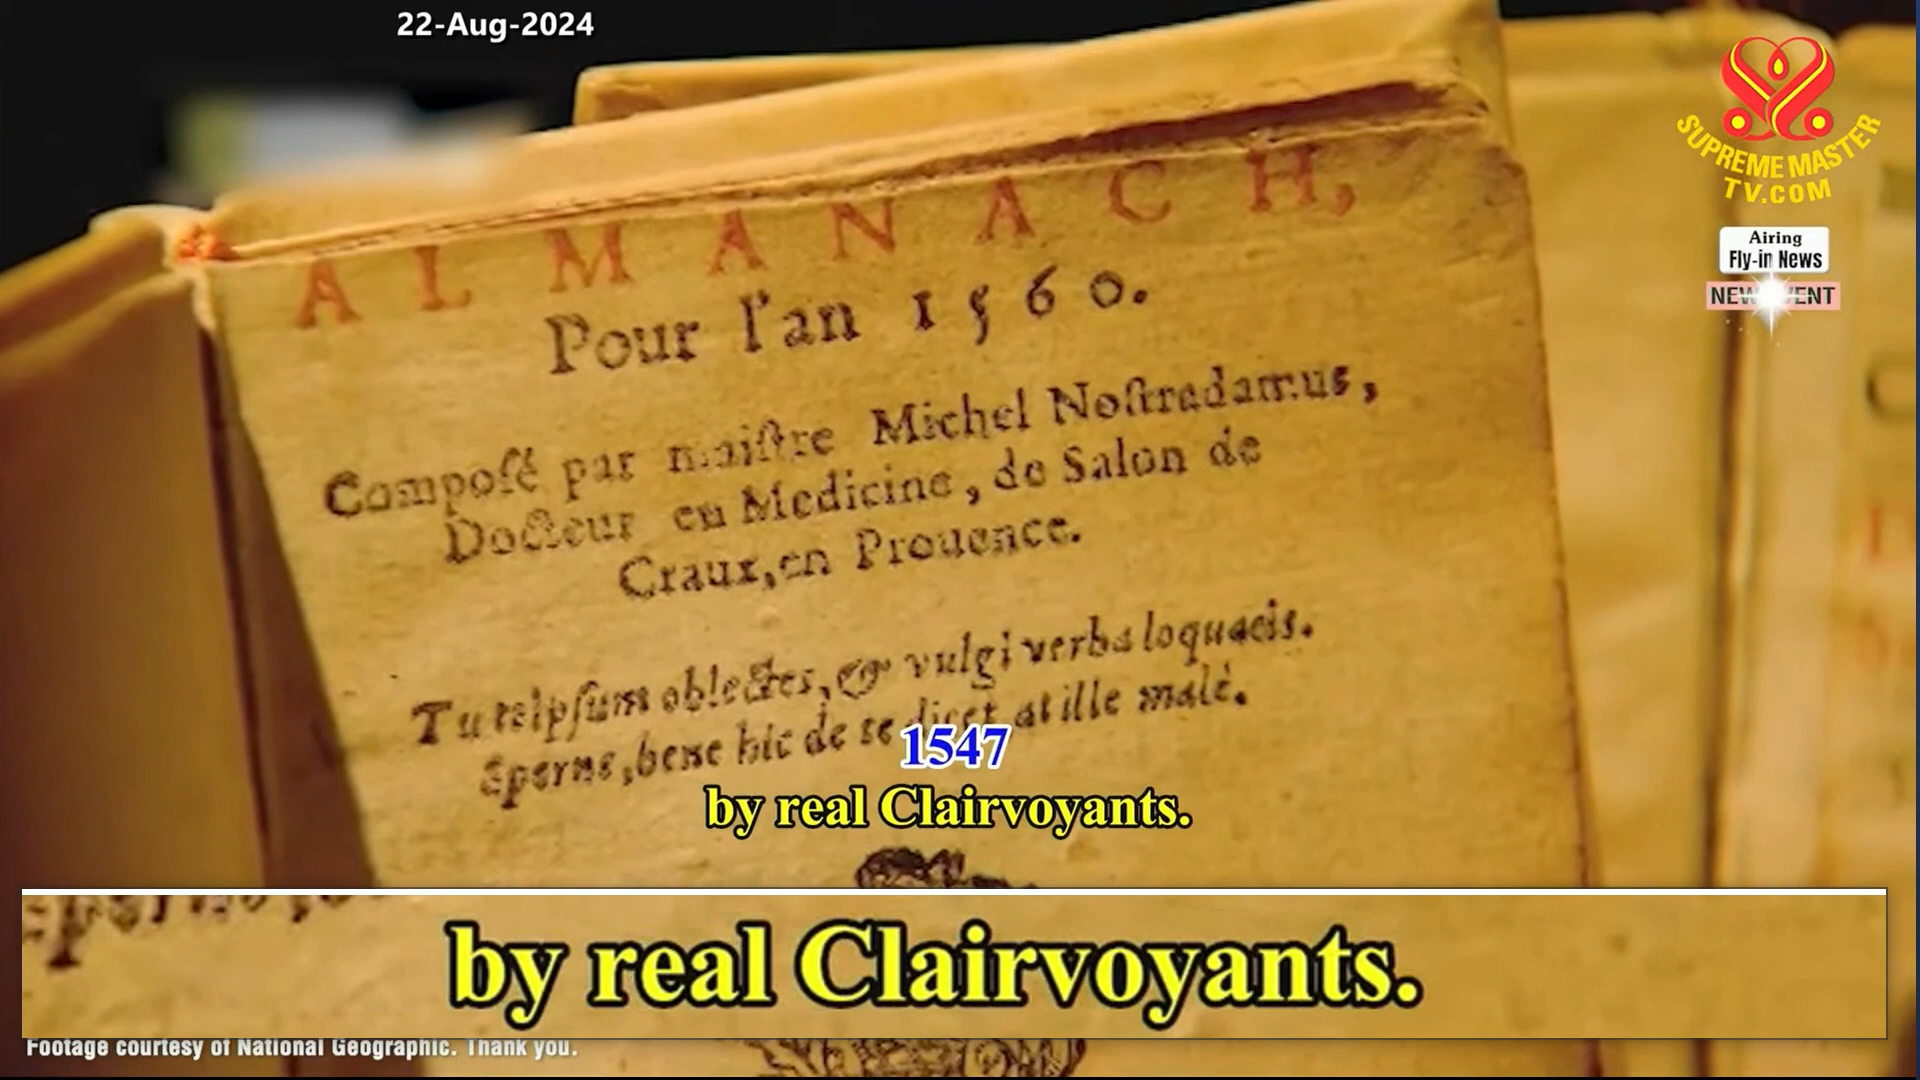 22-Aug-2024
SUPREME MASTER
TV.COM
Airing
Fly-in News
ALMANACH,
Pour l'an 1560.
Compoſé par maiſtre Michel Noſtradamus,
Docteur en Medicine, de Salon de
Craux, en Prouence.
Tu teipſum oblectes, & vulgi verba loquacis.
Sperne, bene hic de te dicet, at ille malè.
1547
by real Clairvoyants.
by real Clairvoyants.
Footage courtesy of National Geographic. Thank you.